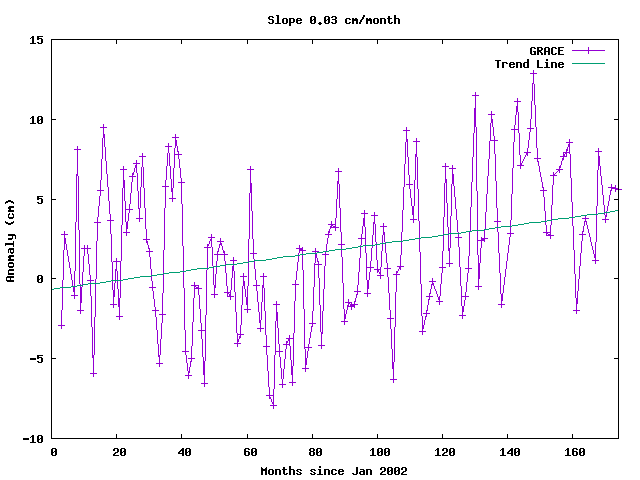 Slope 0.03 cm/month
GRACE
Trend Line
Anomaly (cm)
15
10
5
0
-5
-10
0 20 40 60 80 100 120 140 160
Months since Jan 2002